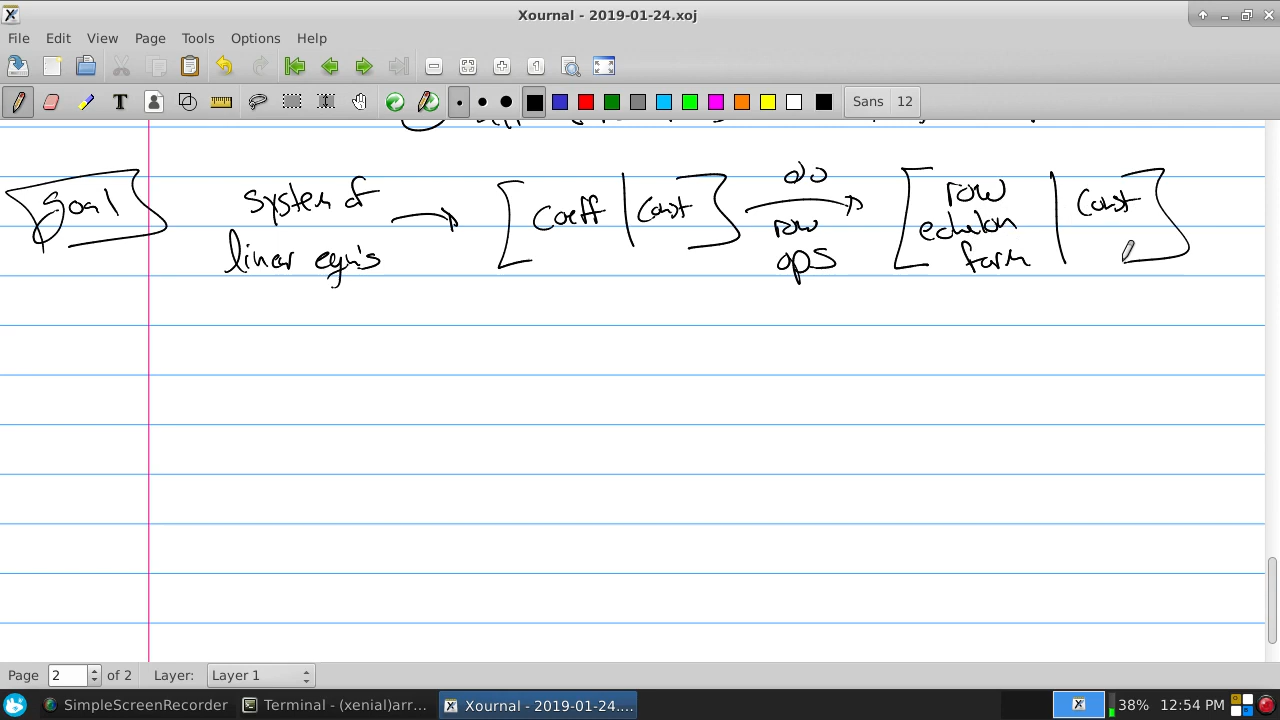 Xournal - 2019-01-24.xoj
File Edit View Page Tools Options Help
Sans 12
Goal
system of
linear eqn's
Coeff Const
do
row
ops
row
echelon
form
Const
Page 2 of 2 Layer: Layer 1
SimpleScreenRecorder Terminal - (xenial)arr... Xournal - 2019-01-24.... 38% 12:54 PM